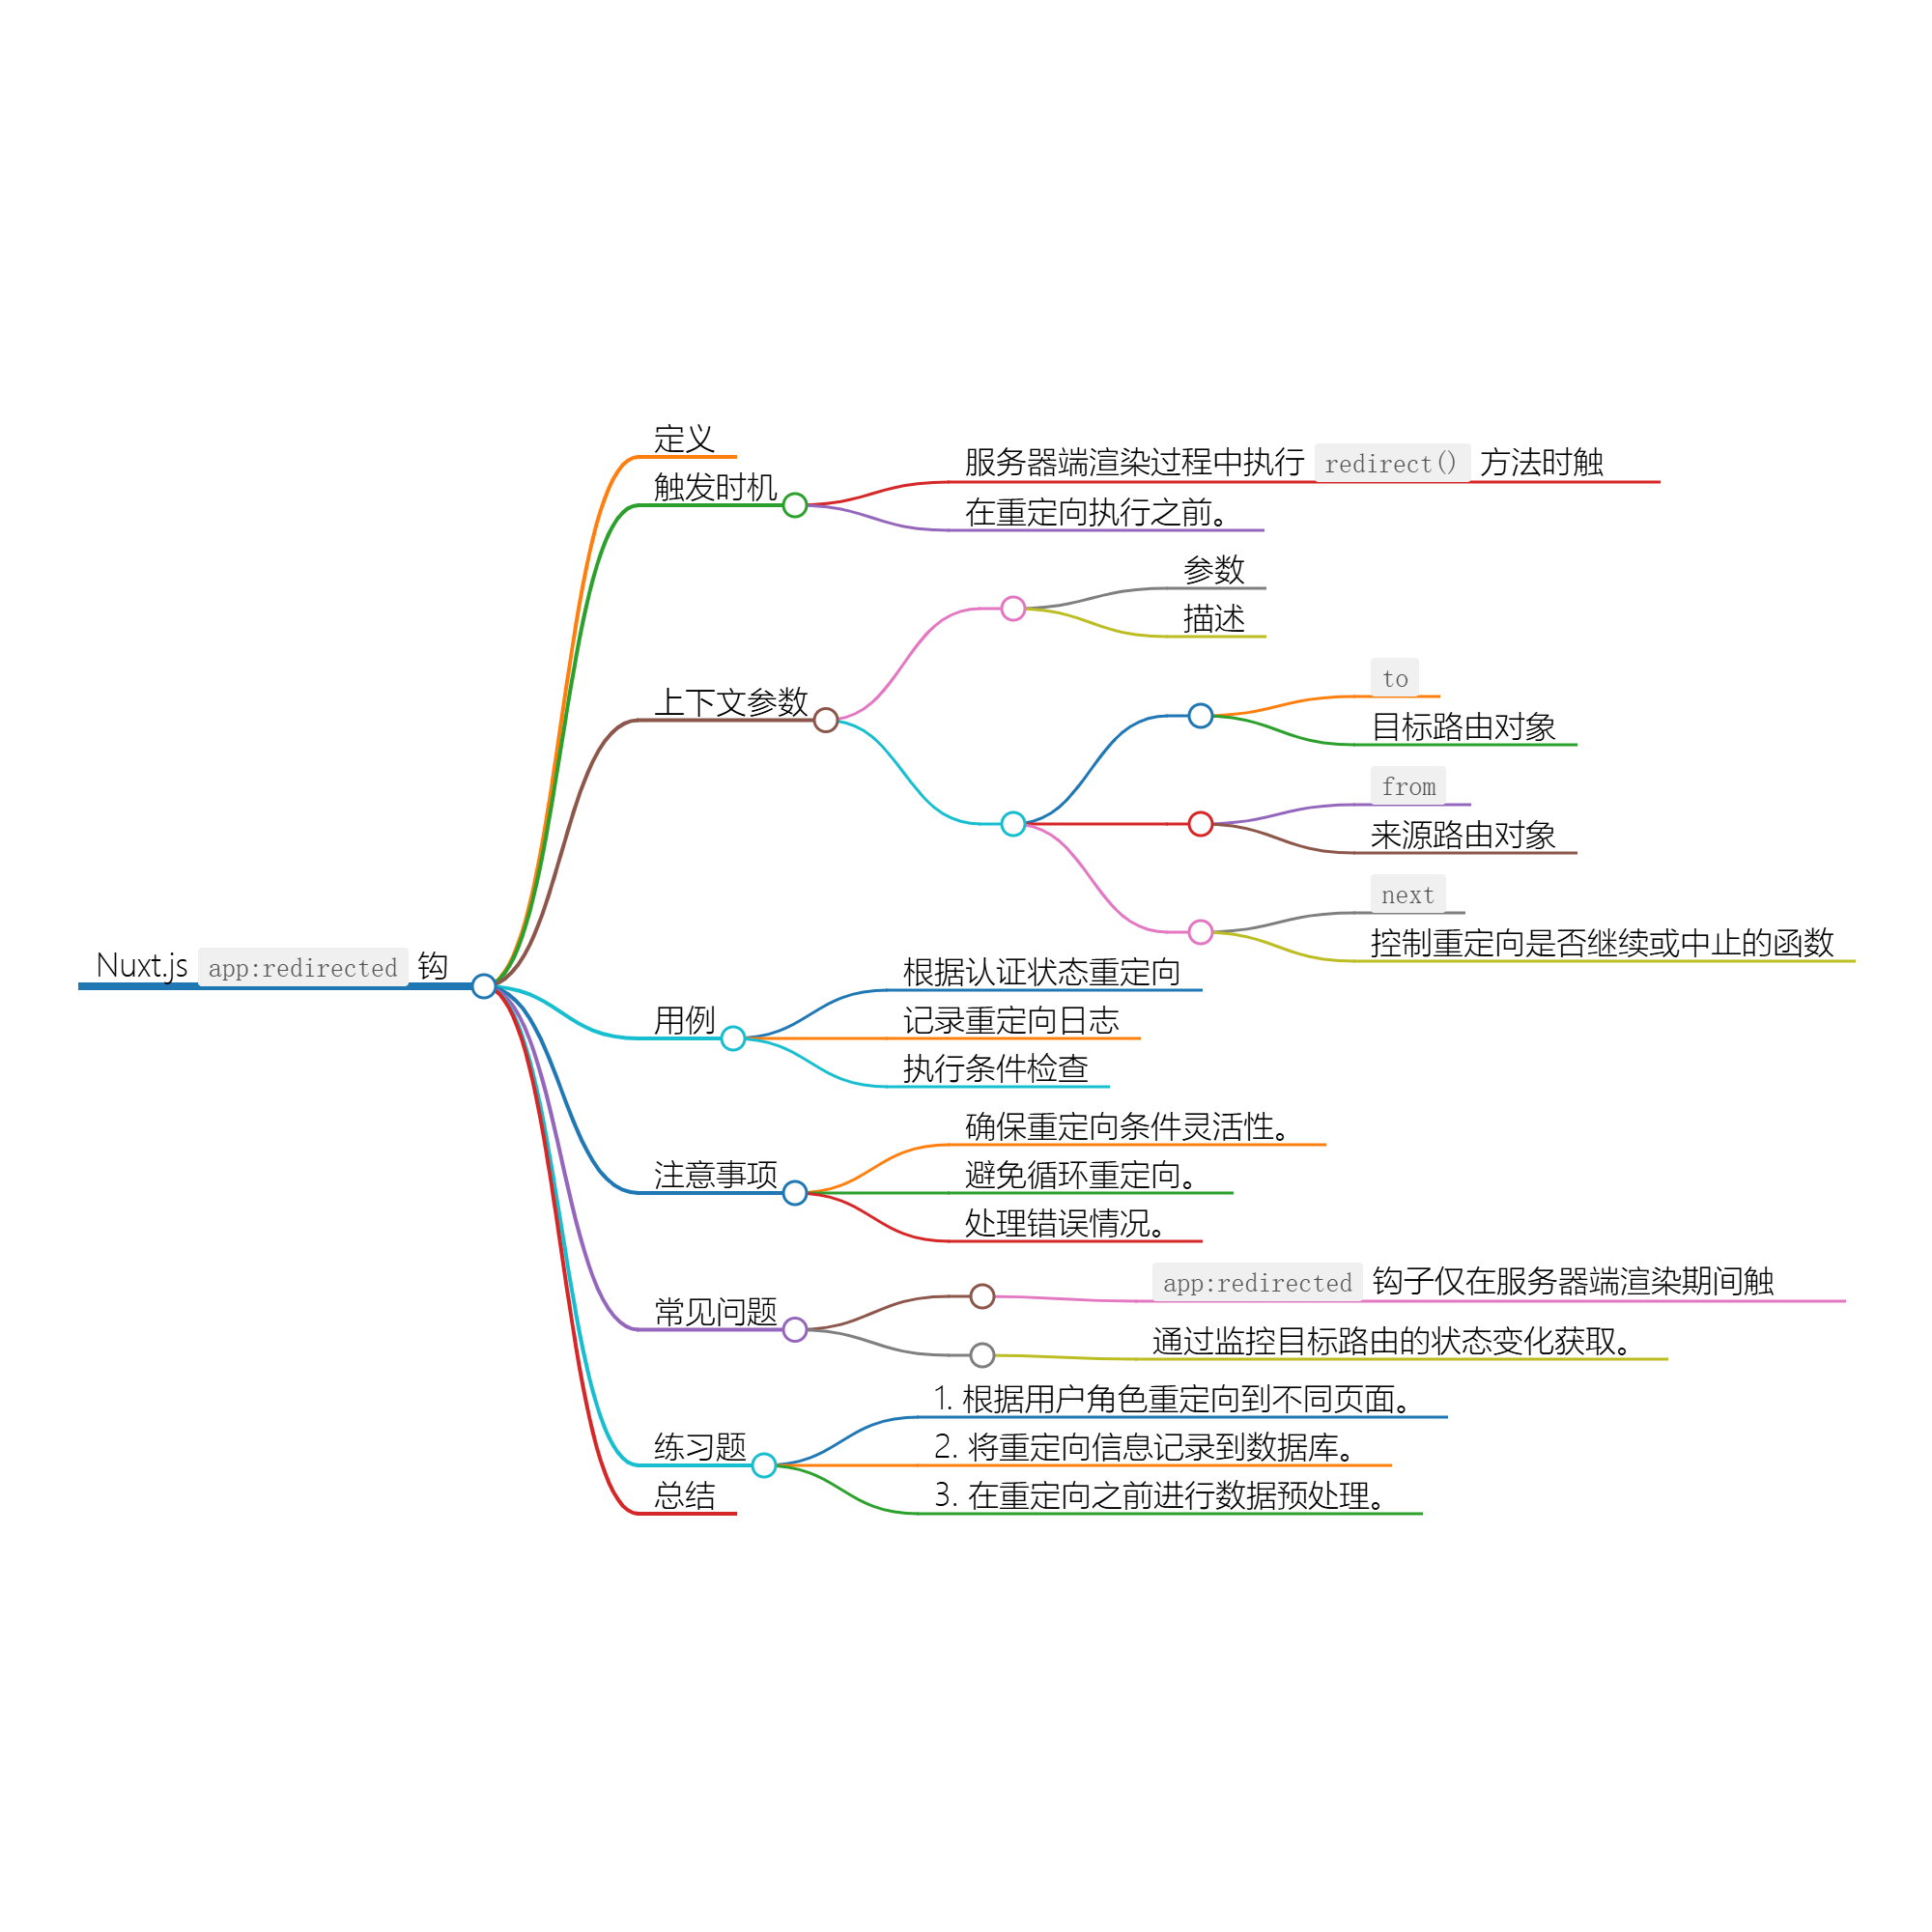 Nuxt.js app:redirected 钩
定义
触发时机
服务器端渲染过程中执行 redirect() 方法时触
在重定向执行之前。
上下文参数
参数
描述
to
目标路由对象
from
来源路由对象
next
控制重定向是否继续或中止的函数
用例
根据认证状态重定向
记录重定向日志
执行条件检查
注意事项
确保重定向条件灵活性。
避免循环重定向。
处理错误情况。
常见问题
app:redirected 钩子仅在服务器端渲染期间触
通过监控目标路由的状态变化获取。
练习题
1. 根据用户角色重定向到不同页面。
2. 将重定向信息记录到数据库。
3. 在重定向之前进行数据预处理。
总结